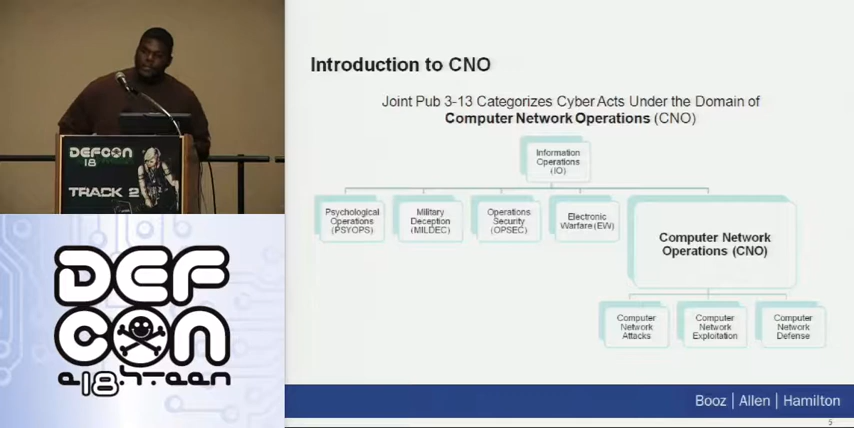 DEFCON
18
TRACK 2
DEF
CON
Introduction to CNO
Joint Pub 3-13 Categorizes Cyber Acts Under the Domain of
Computer Network Operations (CNO)
Information
Operations
(IO)
Psychological
Operations
(PSYOPS)
Military
Deception
(MILDEC)
Operations
Security
(OPSEC)
Electronic
Warfare (EW)
Computer Network
Operations (CNO)
Computer
Network
Attacks
Computer
Network
Exploitation
Computer
Network
Defense
Booz | Allen | Hamilton
5